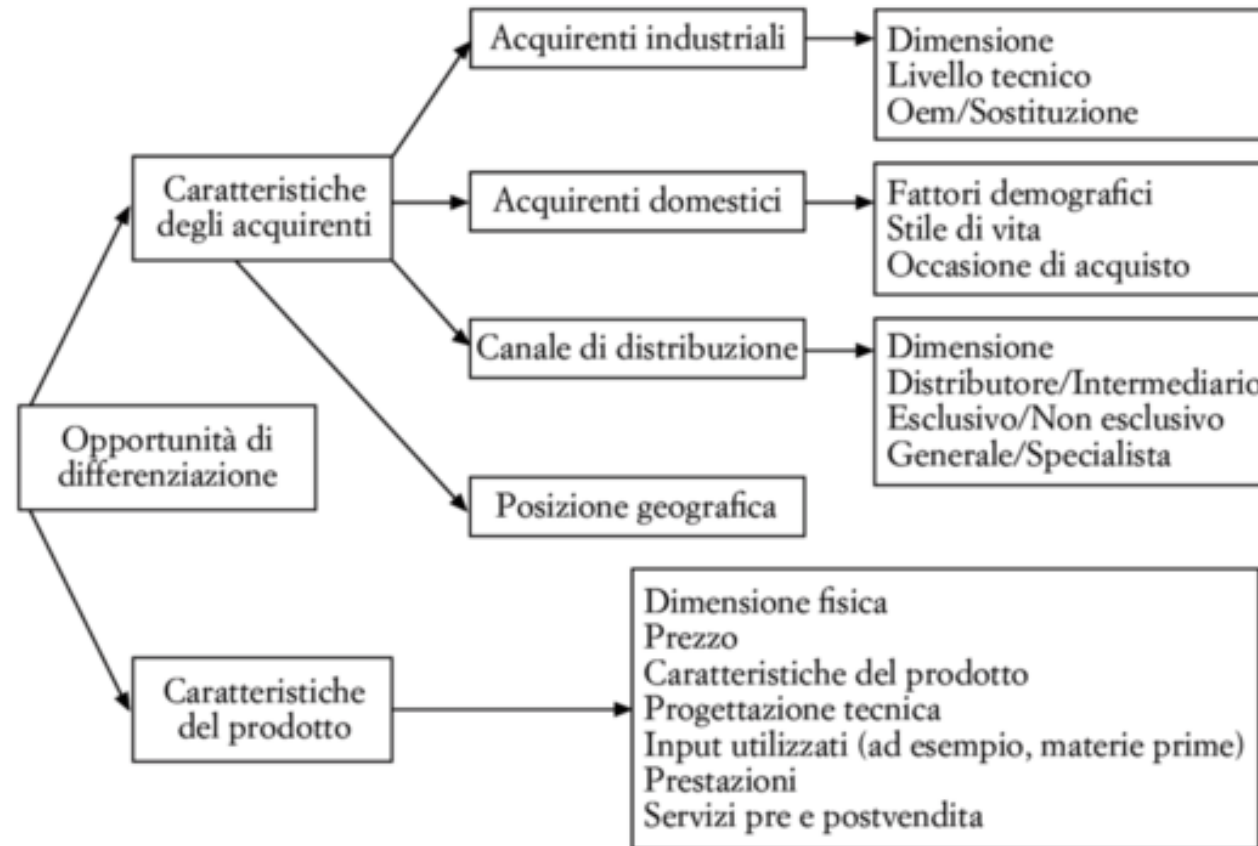 Acquirenti industriali
Dimensione
Livello tecnico
Oem/Sostituzione
Caratteristiche
degli acquirenti
Acquirenti domestici
Fattori demografici
Stile di vita
Occasione di acquisto
Canale di distribuzione
Dimensione
Distributore/Intermediario
Esclusivo/Non esclusivo
Generale/Specialista
Opportunità di
differenziazione
Posizione geografica
Caratteristiche
del prodotto
Dimensione fisica
Prezzo
Caratteristiche del prodotto
Progettazione tecnica
Input utilizzati (ad esempio, materie prime)
Prestazioni
Servizi pre e postvendita